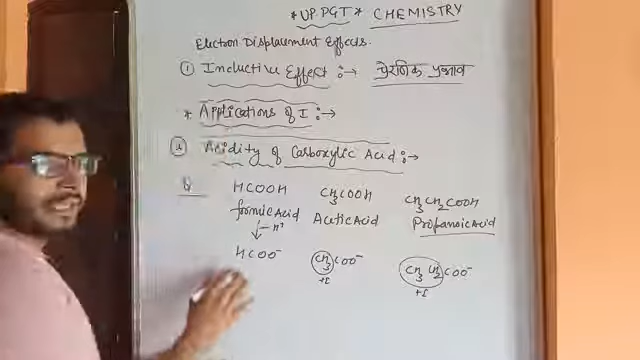 * UP.PGT * CHEMISTRY
Electron Displacement Effects.
① Inductive Effect :→ प्रेरणिक प्रभाव
* Applications of I :→
Acidity of Carboxylic Acid :→
Q HCOOH CH3COOH CH3CH2COOH
formic Acid Acetic Acid Propanoic Acid
↓ -H⁺
HCOO⁻ CH3COO⁻ CH3CH2COO⁻
+I +I